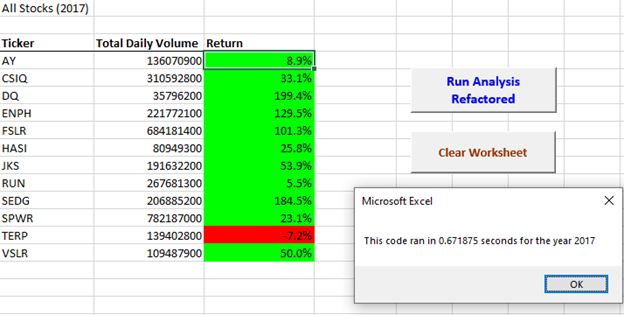 All Stocks (2017)
Ticker Total Daily Volume Return
AY 136070900 8.9%
CSIQ 310592800 33.1%
DQ 35796200 199.4%
ENPH 221772100 129.5%
FSLR 684181400 101.3%
HASI 80949300 25.8%
JKS 191632200 53.9%
RUN 267681300 5.5%
SEDG 206885200 184.5%
SPWR 782187000 23.1%
TERP 139402800 -7.2%
VSLR 109487900 50.0%
Run Analysis
Refactored
Clear Worksheet
Microsoft Excel
This code ran in 0.671875 seconds for the year 2017
OK